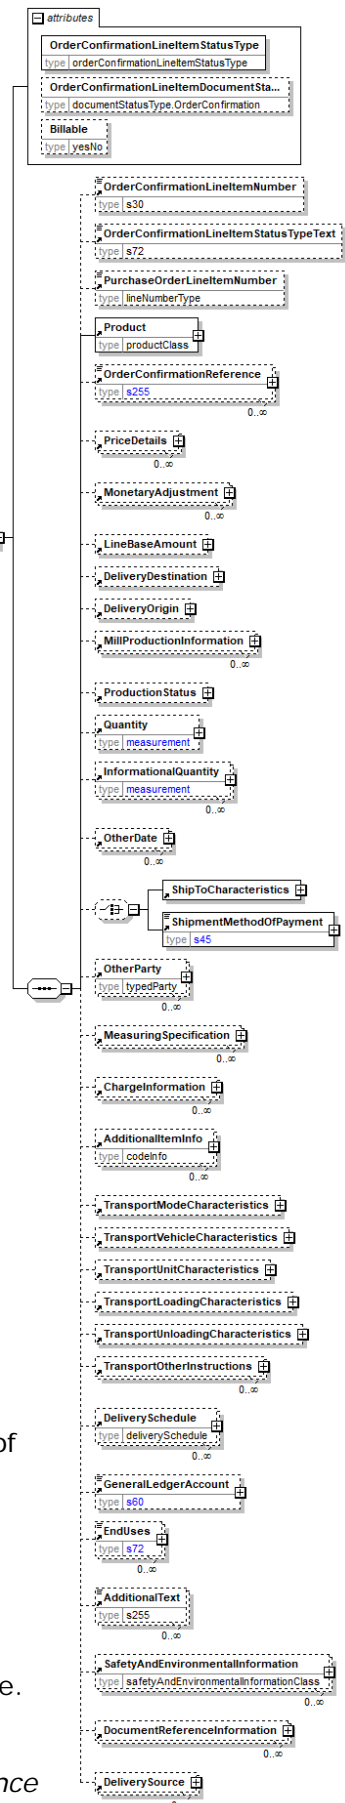 attributes
OrderConfirmationLineItemStatusType
type orderConfirmationLineItemStatusType
OrderConfirmationLineItemDocumentSta...
type documentStatusType.OrderConfirmation
Billable
type yesNo
OrderConfirmationLineItemNumber
type s30
OrderConfirmationLineItemStatusTypeText
type s72
PurchaseOrderLineItemNumber
type lineNumberType
Product
type productClass
OrderConfirmationReference
type s255
0..∞
PriceDetails
0..∞
MonetaryAdjustment
0..∞
LineBaseAmount
DeliveryDestination
DeliveryOrigin
MillProductionInformation
0..∞
ProductionStatus
Quantity
type measurement
InformationalQuantity
type measurement
0..∞
OtherDate
0..∞
ShipToCharacteristics
ShipmentMethodOfPayment
type s45
OtherParty
type typedParty
0..∞
MeasuringSpecification
0..∞
ChargeInformation
0..∞
AdditionalItemInfo
type codeInfo
0..∞
TransportModeCharacteristics
TransportVehicleCharacteristics
TransportUnitCharacteristics
TransportLoadingCharacteristics
TransportUnloadingCharacteristics
TransportOtherInstructions
0..∞
DeliverySchedule
type deliverySchedule
of
0..∞
GeneralLedgerAccount
type s60
EndUses
type s72
0..∞
AdditionalText
type s255
0..∞
SafetyAndEnvironmentalInformation
type safetyAndEnvironmentalInformationClass
e.
0..∞
DocumentReferenceInformation
0..∞
DeliverySource
nce